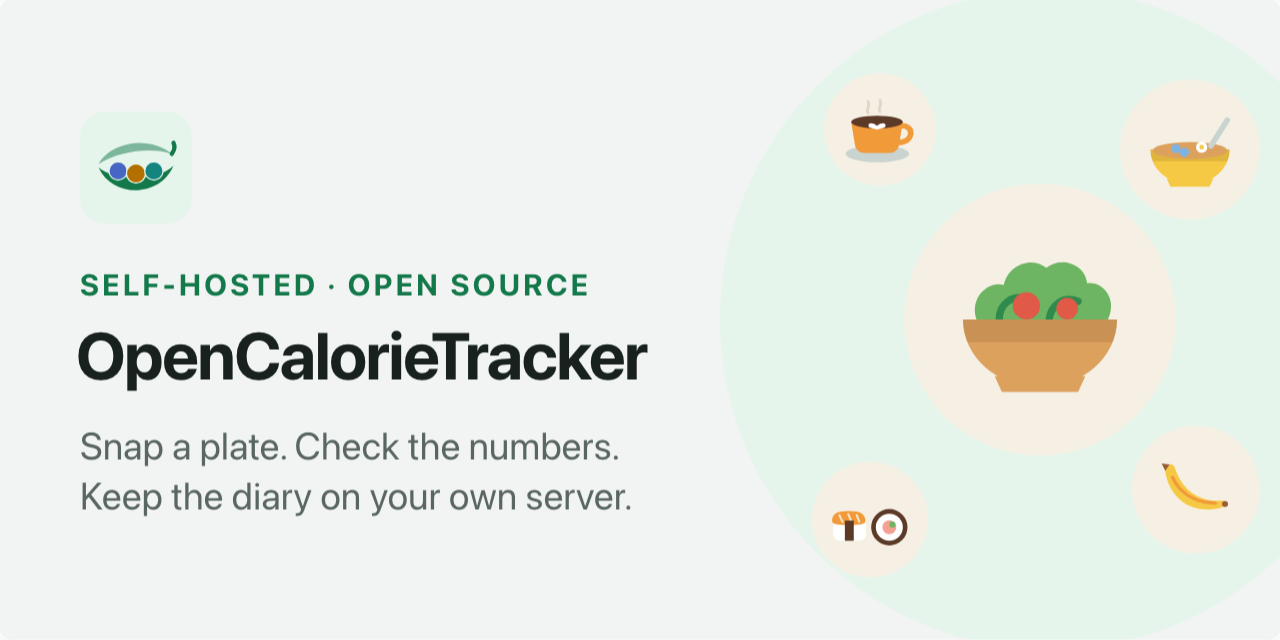 SELF-HOSTED · OPEN SOURCE
OpenCalorieTracker
Snap a plate. Check the numbers.
Keep the diary on your own server.